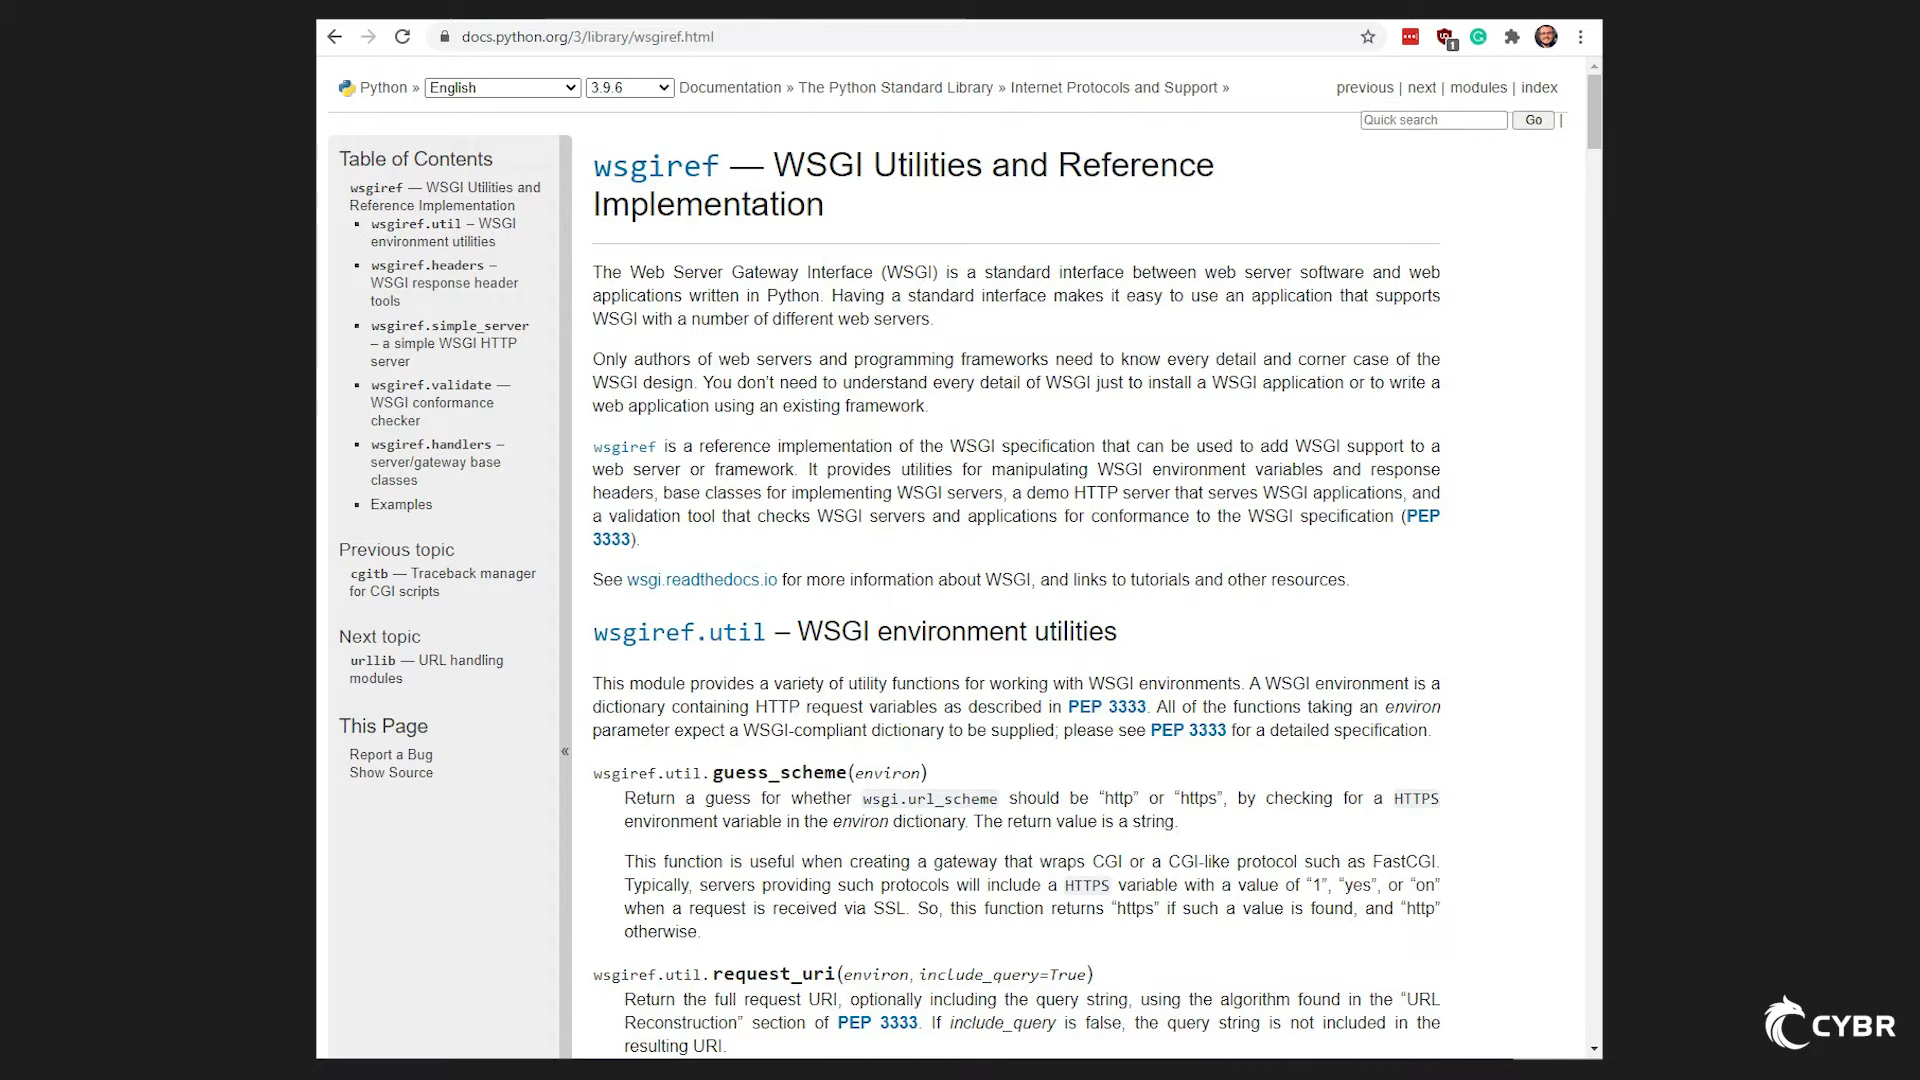 docs.python.org/3/library/wsgiref.html
1
Python » English 3.9.6 Documentation » The Python Standard Library » Internet Protocols and Support »
previous | next | modules | index
Quick search Go |
Table of Contents
wsgiref — WSGI Utilities and
Reference Implementation
▪ wsgiref.util – WSGI
environment utilities
▪ wsgiref.headers –
WSGI response header
tools
▪ wsgiref.simple_server
– a simple WSGI HTTP
server
▪ wsgiref.validate —
WSGI conformance
checker
▪ wsgiref.handlers –
server/gateway base
classes
▪ Examples
Previous topic
cgitb — Traceback manager
for CGI scripts
Next topic
urllib — URL handling
modules
This Page
Report a Bug
Show Source
«
wsgiref — WSGI Utilities and Reference
Implementation
The Web Server Gateway Interface (WSGI) is a standard interface between web server software and web
applications written in Python. Having a standard interface makes it easy to use an application that supports
WSGI with a number of different web servers.
Only authors of web servers and programming frameworks need to know every detail and corner case of the
WSGI design. You don’t need to understand every detail of WSGI just to install a WSGI application or to write a
web application using an existing framework.
wsgiref is a reference implementation of the WSGI specification that can be used to add WSGI support to a
web server or framework. It provides utilities for manipulating WSGI environment variables and response
headers, base classes for implementing WSGI servers, a demo HTTP server that serves WSGI applications, and
a validation tool that checks WSGI servers and applications for conformance to the WSGI specification (PEP
3333).
See wsgi.readthedocs.io for more information about WSGI, and links to tutorials and other resources.
wsgiref.util – WSGI environment utilities
This module provides a variety of utility functions for working with WSGI environments. A WSGI environment is a
dictionary containing HTTP request variables as described in PEP 3333. All of the functions taking an environ
parameter expect a WSGI-compliant dictionary to be supplied; please see PEP 3333 for a detailed specification.
wsgiref.util.guess_scheme(environ)
Return a guess for whether wsgi.url_scheme should be “http” or “https”, by checking for a HTTPS
environment variable in the environ dictionary. The return value is a string.
This function is useful when creating a gateway that wraps CGI or a CGI-like protocol such as FastCGI.
Typically, servers providing such protocols will include a HTTPS variable with a value of “1”, “yes”, or “on”
when a request is received via SSL. So, this function returns “https” if such a value is found, and “http”
otherwise.
wsgiref.util.request_uri(environ, include_query=True)
Return the full request URI, optionally including the query string, using the algorithm found in the “URL
Reconstruction” section of PEP 3333. If include_query is false, the query string is not included in the
resulting URI.
CYBR